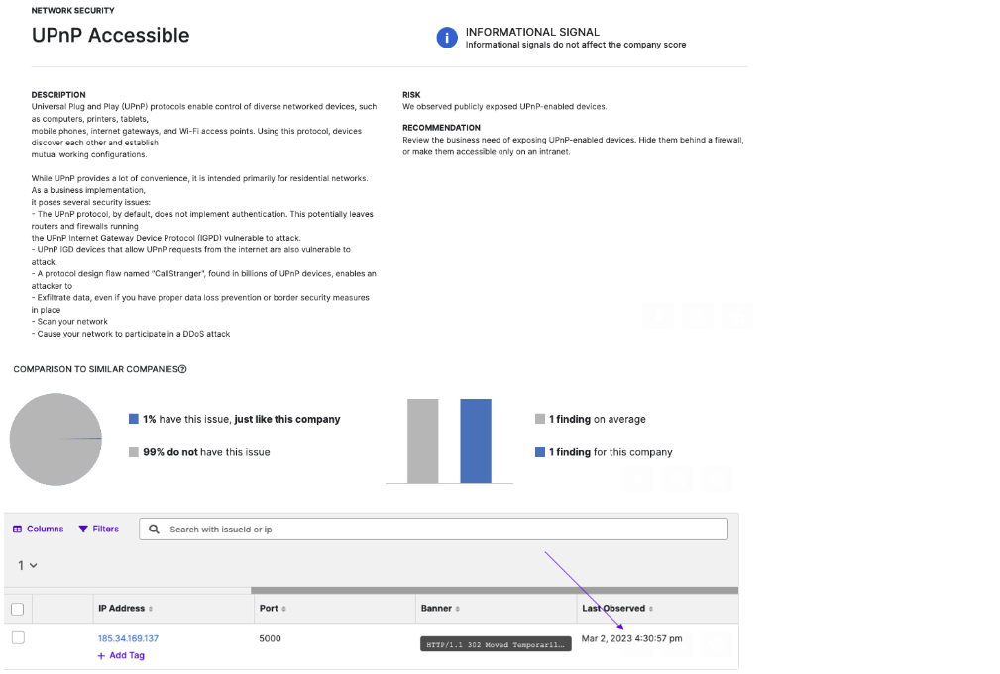 NETWORK SECURITY
UPnP Accessible
i
INFORMATIONAL SIGNAL
Informational signals do not affect the company score
DESCRIPTION
Universal Plug and Play (UPnP) protocols enable control of diverse networked devices, such
as computers, printers, tablets,
mobile phones, internet gateways, and Wi-Fi access points. Using this protocol, devices
discover each other and establish
mutual working configurations.
While UPnP provides a lot of convenience, it is intended primarily for residential networks.
As a business implementation,
it poses several security issues:
- The UPnP protocol, by default, does not implement authentication. This potentially leaves
routers and firewalls running
the UPnP Internet Gateway Device Protocol (IGPD) vulnerable to attack.
- UPnP IGD devices that allow UPnP requests from the internet are also vulnerable to
attack.
- A protocol design flaw named "CallStranger", found in billions of UPnP devices, enables an
attacker to
- Exfiltrate data, even if you have proper data loss prevention or border security measures
in place
- Scan your network
- Cause your network to participate in a DDoS attack
RISK
We observed publicly exposed UPnP-enabled devices.
RECOMMENDATION
Review the business need of exposing UPnP-enabled devices. Hide them behind a firewall,
or make them accessible only on an intranet.
COMPARISON TO SIMILAR COMPANIES?
1% have this issue, just like this company
99% do not have this issue
1 finding on average
1 finding for this company
Columns
Filters
Search with issueId or ip
1
IP Address
Port
Banner
Last Observed
185.34.169.137
5000
HTTP/1.1 302 Moved Temporaril...
Mar 2, 2023 4:30:57 pm
+ Add Tag